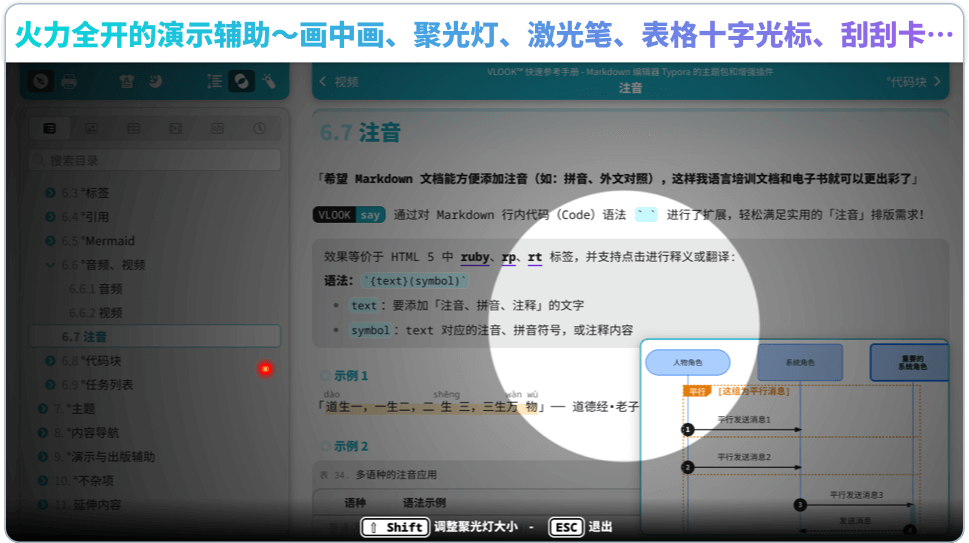 火力全开的演示辅助～画中画、聚光灯、激光笔、表格十字光标、刮刮卡…
视频
VLOOK™ 快速参考手册 - Markdown 编辑器 Typora 的主题包和增强插件
注音
*代码块
搜索目录
6.3 *标签
6.4 *引用
6.5 *Mermaid
6.6 *音频、视频
6.6.1 音频
6.6.2 视频
6.7 注音
6.8 *代码块
6.9 *任务列表
7. *主题
8. *内容导航
9. *演示与出版辅助
10. *不杂项
11. 延伸内容
6.7 注音
「希望 Markdown 文档能方便添加注音（如：拼音、外文对照），这样我语言培训文档和电子书就可以更出彩了」
VLOOK say 通过对 Markdown 行内代码（Code）语法 ` ` 进行了扩展，轻松满足实用的「注音」排版需求！
效果等价于 HTML 5 中 ruby、rp、rt 标签，并支持点击进行释义或翻译：
语法： `{text}(symbol)`
text：要添加「注音、拼音、注释」的文字
symbol：text 对应的注音、拼音符号，或注释内容
示例 1
dào shēng wàn wù
「道生一，一生二，二 生 三，三生万 物」—— 道德经•老子
示例 2
表 34. 多语种的注音应用
语种 语法示例
人物角色 系统角色 重要的
系统角色
平行 [这组为平行消息]
平行发送消息1
1
平行发送消息2
2
平行发送消息3
3
发送消息
⇧ Shift 调整聚光灯大小 - ESC 退出